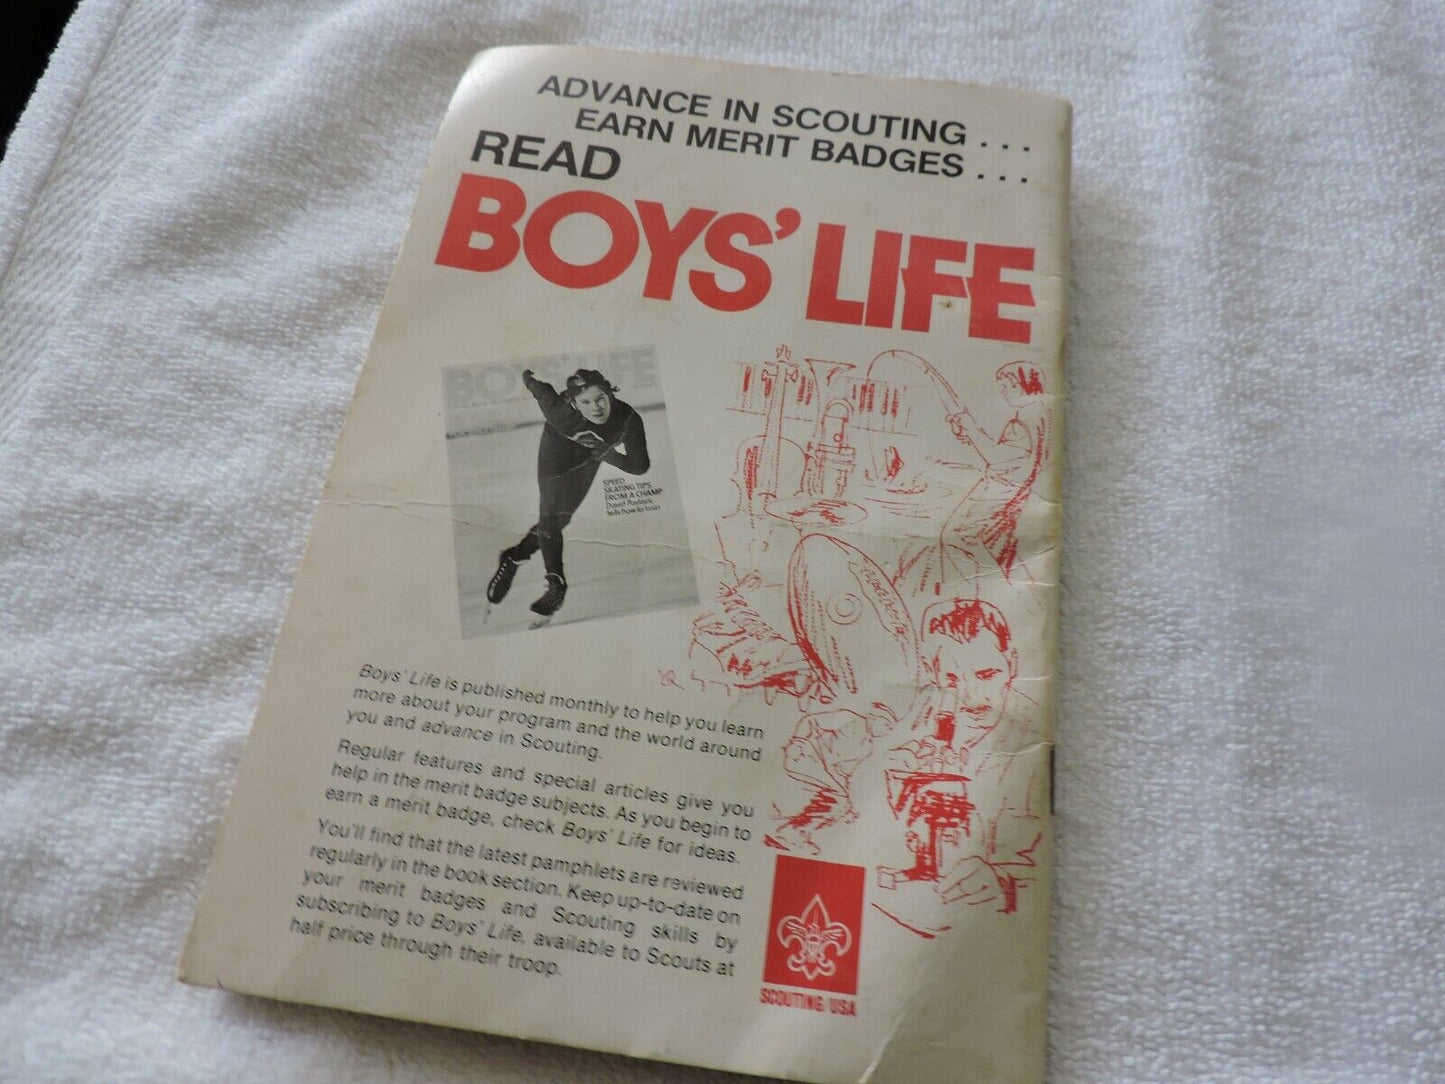 ADVANCE IN SCOUTING . . .
EARN MERIT BADGES . . .
READ
BOYS' LIFE
BOYS' LIFE
SPEED
SKATING TIPS
FROM A CHAMP
tells how to train
Boys' Life is published monthly to help you learn
more about your program and the world around
you and advance in Scouting.
Regular features and special articles give you
help in the merit badge subjects. As you begin to
earn a merit badge, check Boys' Life for ideas.
You'll find that the latest pamphlets are reviewed
regularly in the book section. Keep up-to-date on
your merit badges and Scouting skills by
subscribing to Boys' Life, available to Scouts at
half price through their troop.
SCOUTING/USA